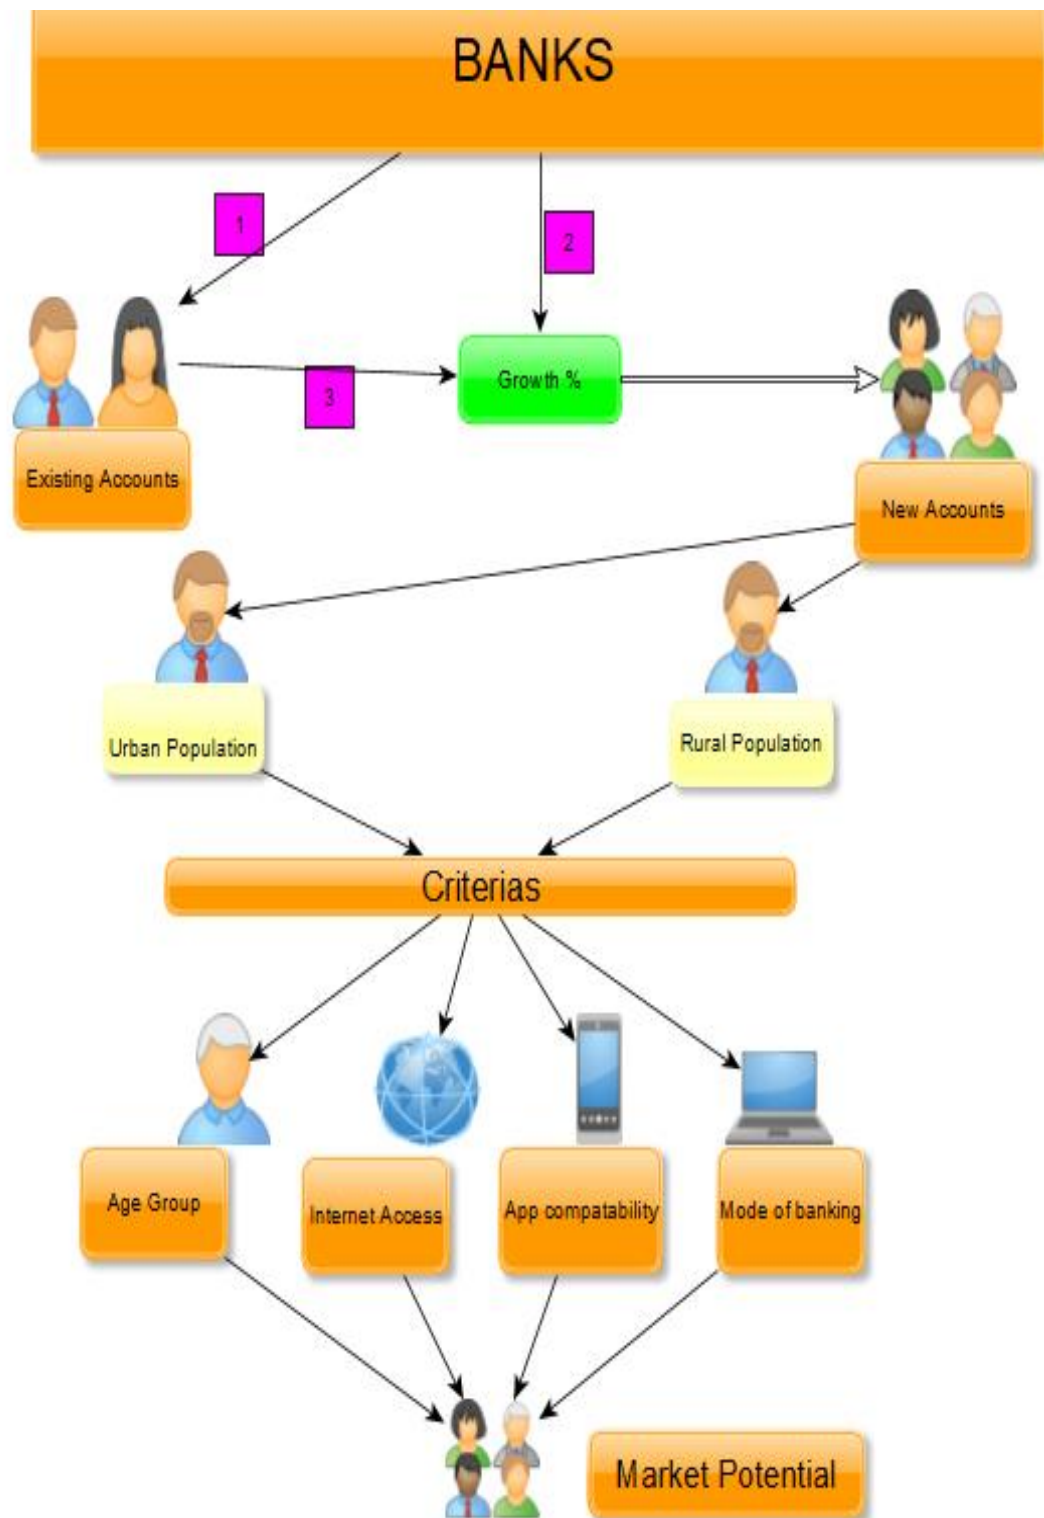 BANKS
1
2
Growth %
3
Existing Accounts
New Accounts
Urban Population
Rural Population
Criterias
Age Group
Internet Access
App compatability
Mode of banking
Market Potential